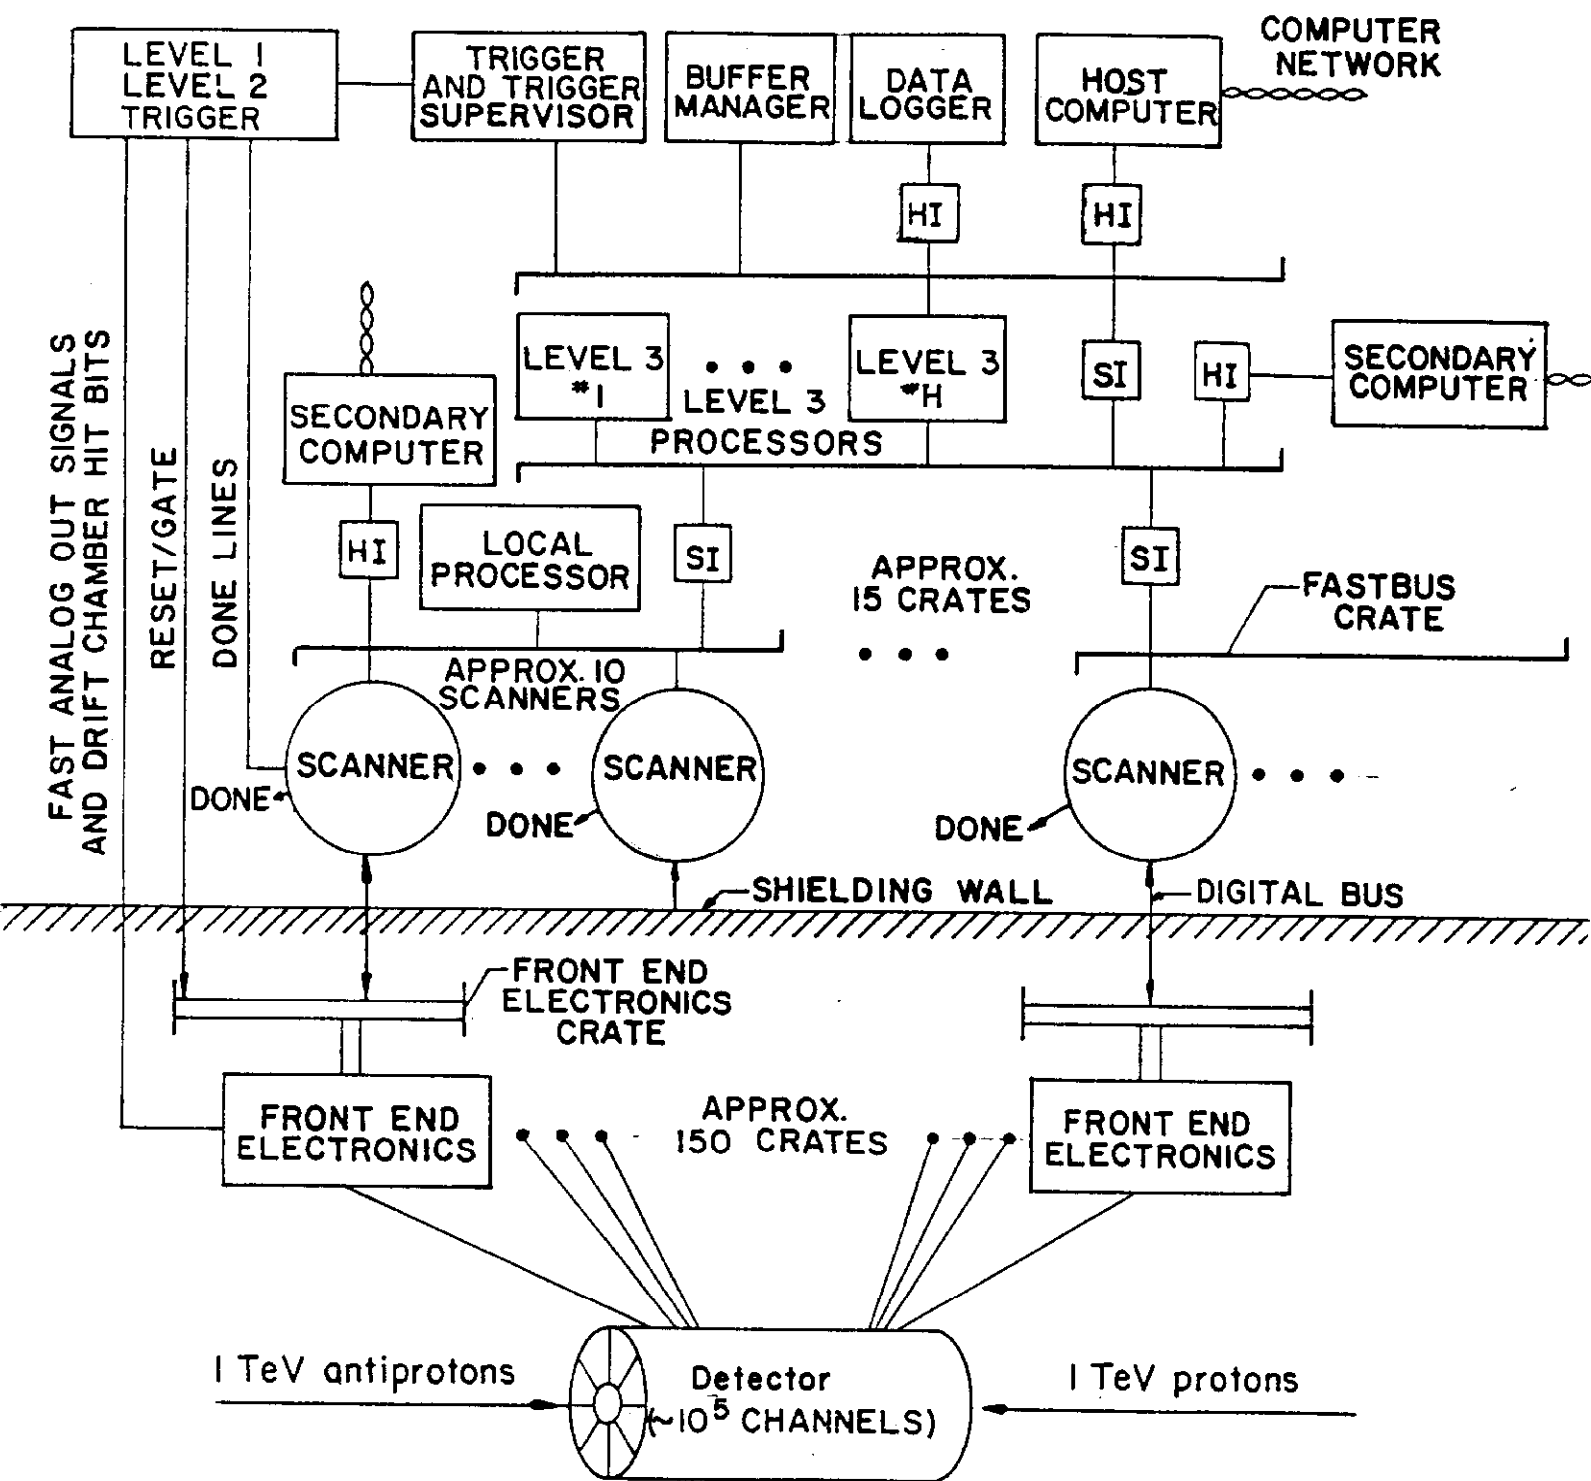 COMPUTER
NETWORK
LEVEL 1
LEVEL 2
TRIGGER
TRIGGER
AND TRIGGER
SUPERVISOR
BUFFER
MANAGER
DATA
LOGGER
HOST
COMPUTER
HI
HI
LEVEL 3
#1
LEVEL 3
PROCESSORS
LEVEL 3
#H
SI
HI
SECONDARY
COMPUTER
SECONDARY
COMPUTER
FAST ANALOG OUT SIGNALS
AND DRIFT CHAMBER HIT BITS
RESET/GATE
DONE LINES
HI
LOCAL
PROCESSOR
SI
APPROX.
15 CRATES
SI
FASTBUS
CRATE
APPROX. 10
SCANNERS
SCANNER
SCANNER
SCANNER
DONE
DONE
DONE
SHIELDING WALL
DIGITAL BUS
FRONT END
ELECTRONICS
CRATE
FRONT END
ELECTRONICS
APPROX.
150 CRATES
FRONT END
ELECTRONICS
1 TeV antiprotons
Detector
(~10⁵ CHANNELS)
1 TeV protons